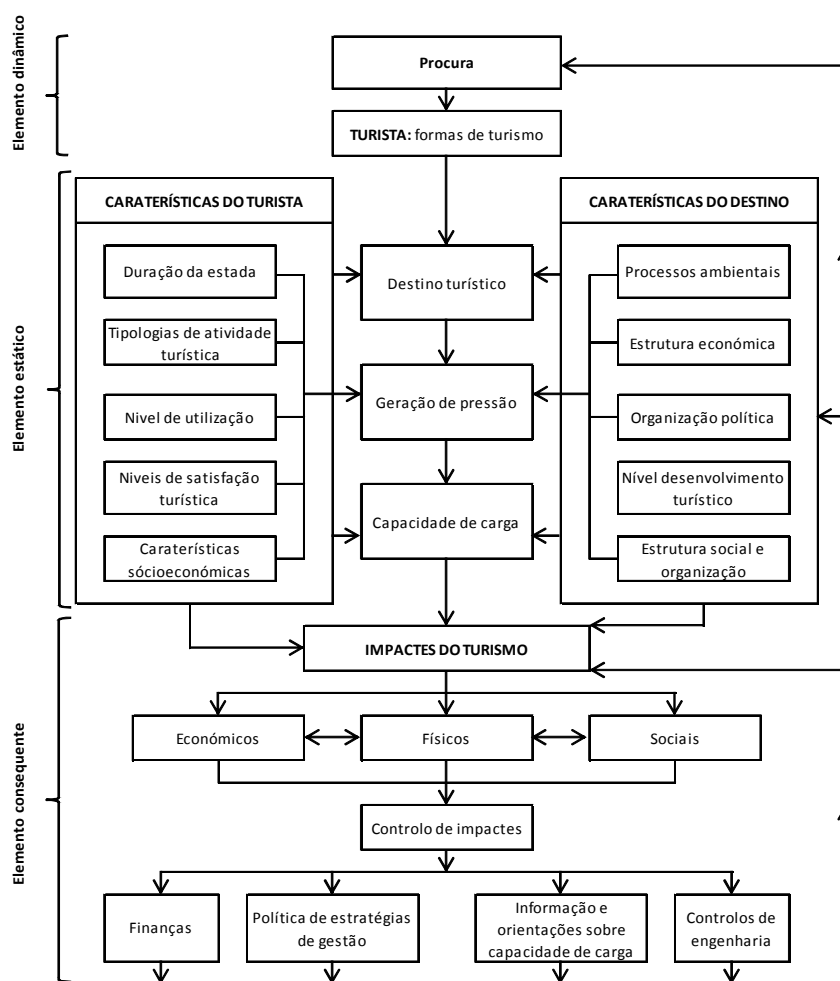 Elemento dinâmico
Procura
TURISTA: formas de turismo
Elemento estático
CARATERÍSTICAS DO TURISTA
Duração da estada
Tipologias de atividade
turística
Nivel de utilização
Niveis de satisfação
turística
Caraterísticas
sócioeconómicas
Destino turístico
Geração de pressão
Capacidade de carga
CARATERÍSTICAS DO DESTINO
Processos ambientais
Estrutura económica
Organização política
Nível desenvolvimento
turístico
Estrutura social e
organização
Elemento consequente
IMPACTES DO TURISMO
Económicos
Físicos
Sociais
Controlo de impactes
Finanças
Política de estratégias
de gestão
Informação e
orientações sobre
capacidade de carga
Controlos de
engenharia